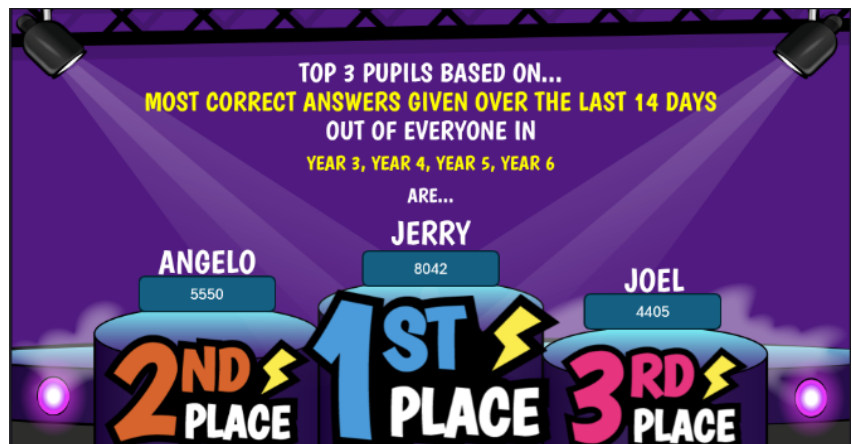 TOP 3 PUPILS BASED ON...
MOST CORRECT ANSWERS GIVEN OVER THE LAST 14 DAYS
OUT OF EVERYONE IN
YEAR 3, YEAR 4, YEAR 5, YEAR 6
ARE...
JERRY
8042
1ST
PLACE
ANGELO
5550
2ND
PLACE
JOEL
4405
3RD
PLACE